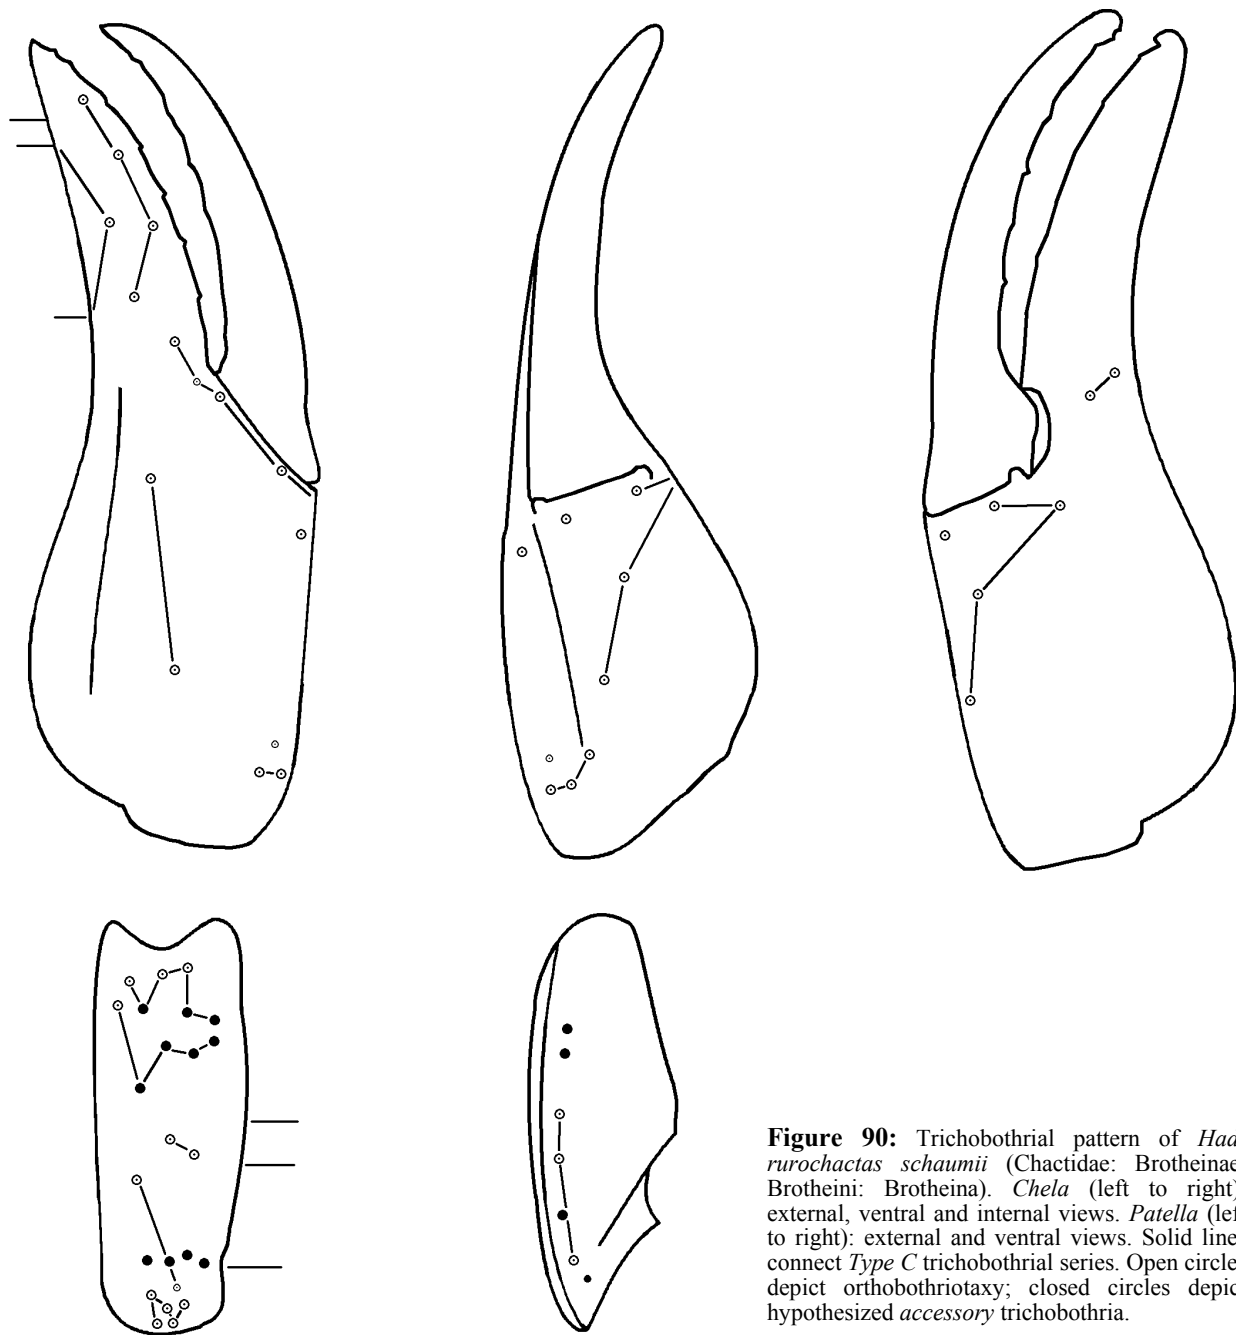 Figure 90: Trichobothrial pattern of Had
rurochactas schaumii (Chactidae: Brotheinae
Brotheini: Brotheina). Chela (left to right)
external, ventral and internal views. Patella (lef
to right): external and ventral views. Solid line
connect Type C trichobothrial series. Open circle
depict orthobothriotaxy; closed circles depic
hypothesized accessory trichobothria.